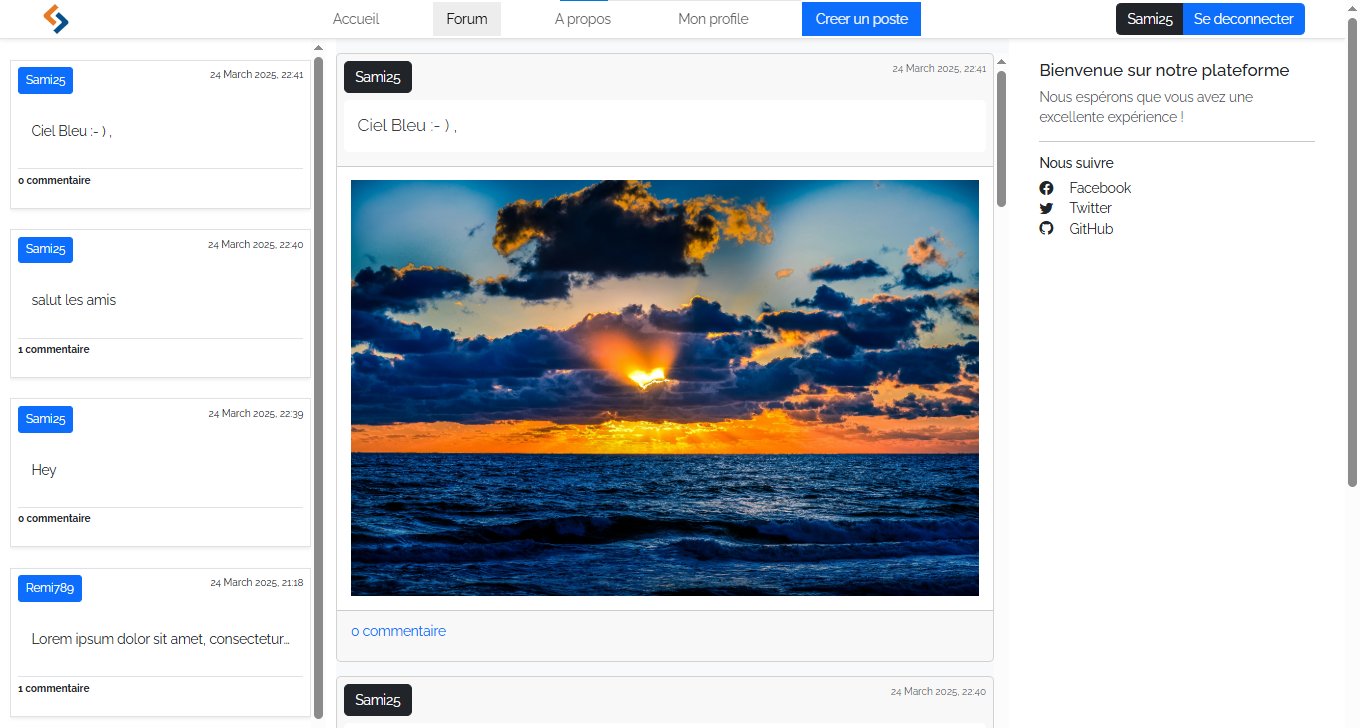 Accueil
Forum
A propos
Mon profile
Creer un poste
Sami25
Se deconnecter
Sami25
24 March 2025, 22:41
Ciel Bleu :- ) ,
0 commentaire
Sami25
24 March 2025, 22:40
salut les amis
1 commentaire
Sami25
24 March 2025, 22:39
Hey
0 commentaire
Remi789
24 March 2025, 21:18
Lorem ipsum dolor sit amet, consectetur...
1 commentaire
Sami25
24 March 2025, 22:41
Ciel Bleu :- ) ,
0 commentaire
Sami25
24 March 2025, 22:40
Bienvenue sur notre plateforme
Nous espérons que vous avez une
excellente expérience !
Nous suivre
Facebook
Twitter
GitHub